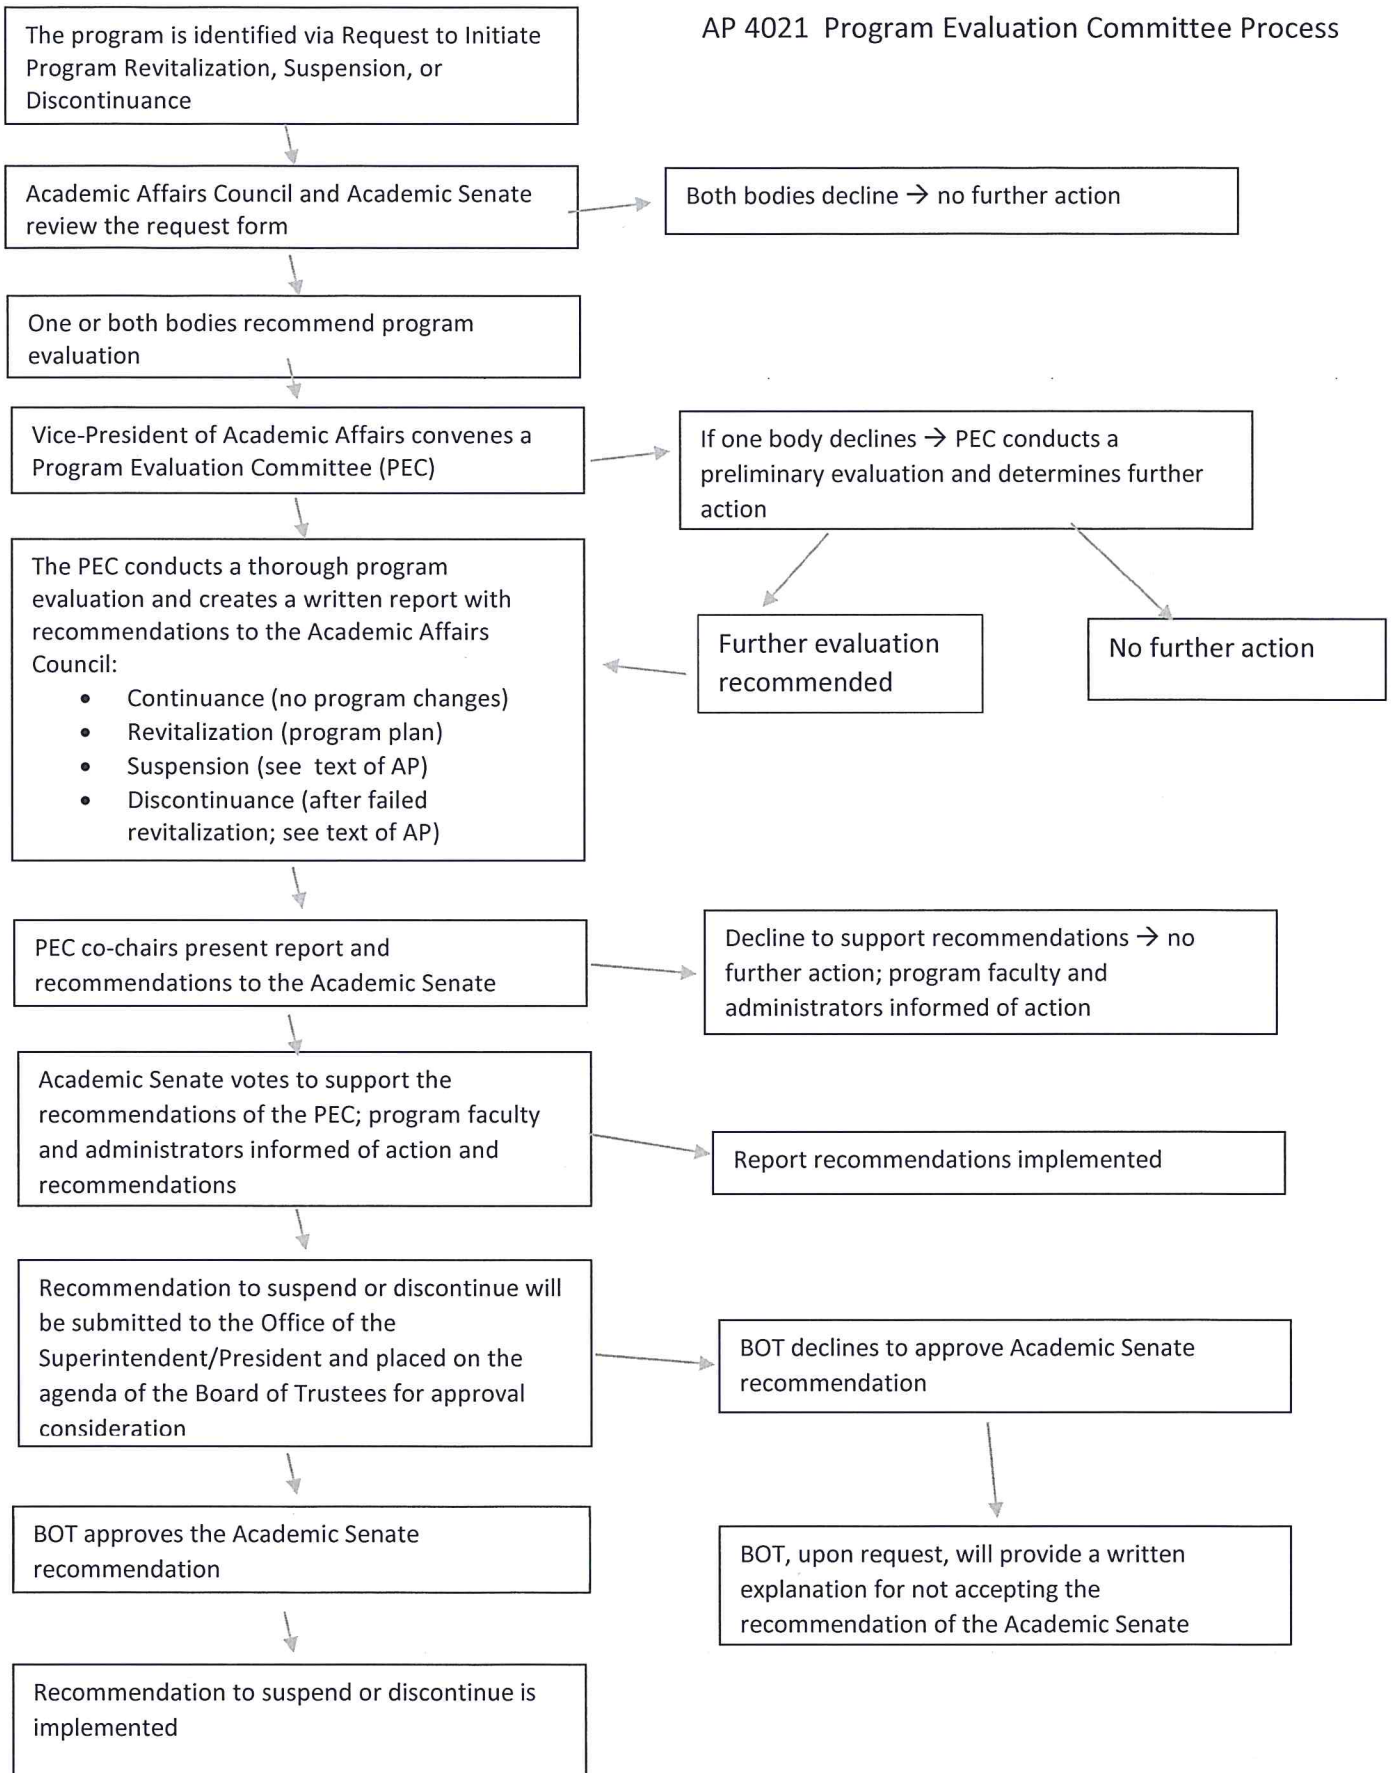 AP 4021  Program Evaluation Committee Process
The program is identified via Request to Initiate
Program Revitalization, Suspension, or
Discontinuance
Academic Affairs Council and Academic Senate
review the request form
Both bodies decline → no further action
One or both bodies recommend program
evaluation
Vice-President of Academic Affairs convenes a
Program Evaluation Committee (PEC)
If one body declines → PEC conducts a
preliminary evaluation and determines further
action
The PEC conducts a thorough program
evaluation and creates a written report with
recommendations to the Academic Affairs
Council:
• Continuance (no program changes)
• Revitalization (program plan)
• Suspension (see  text of AP)
• Discontinuance (after failed
revitalization; see text of AP)
Further evaluation
recommended
No further action
PEC co-chairs present report and
recommendations to the Academic Senate
Decline to support recommendations → no
further action; program faculty and
administrators informed of action
Academic Senate votes to support the
recommendations of the PEC; program faculty
and administrators informed of action and
recommendations
Report recommendations implemented
Recommendation to suspend or discontinue will
be submitted to the Office of the
Superintendent/President and placed on the
agenda of the Board of Trustees for approval
consideration
BOT declines to approve Academic Senate
recommendation
BOT approves the Academic Senate
recommendation
BOT, upon request, will provide a written
explanation for not accepting the
recommendation of the Academic Senate
Recommendation to suspend or discontinue is
implemented